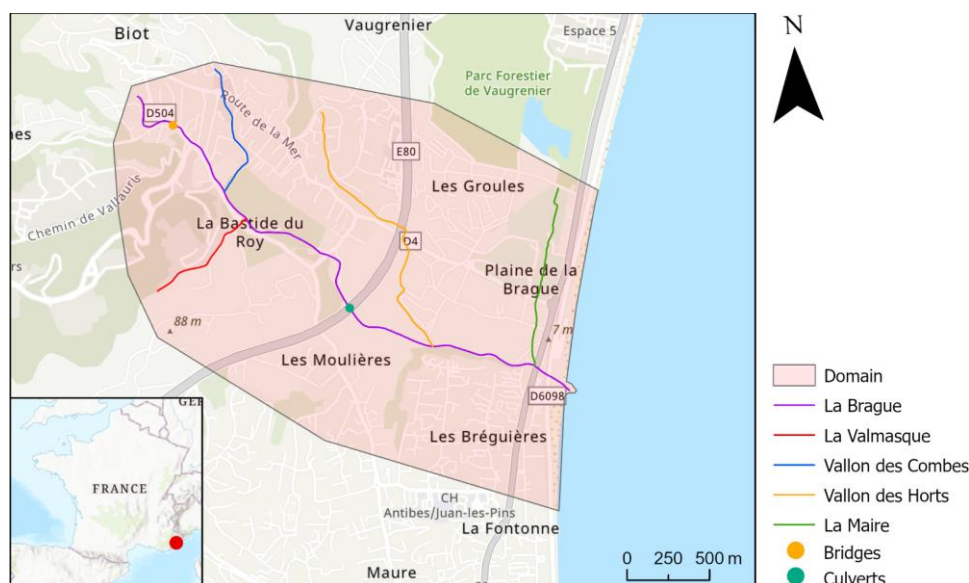 Vaugrenier
Biot
Espace 5
N
Parc Forestier
de Vaugrenier
D504
Route de la Mer
nes
E80
Les Groules
Chemin de Vallauris
La Bastide du
Roy
D4
Plaine de la
Brague
ers
88 m
7 m
Les Moulières
Domain
D6098
La Brague
Les Bréguières
La Valmasque
Vallon des Combes
FRANCE
CH
Antibes/Juan-les-Pins
Vallon des Horts
La Fontonne
La Maire
Bridges
Maure
0 250 500 m
Culverts